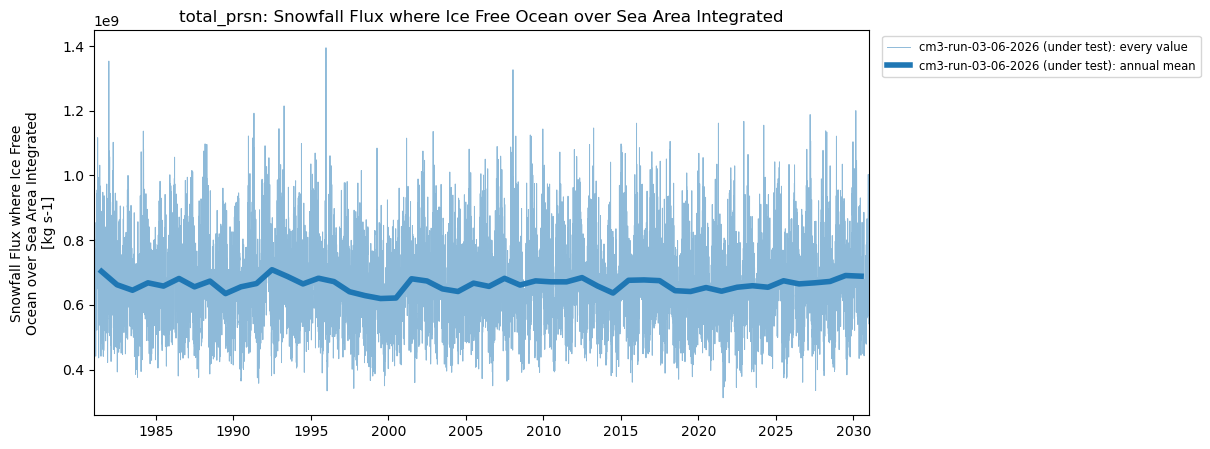 total_prsn: Snowfall Flux where Ice Free Ocean over Sea Area Integrated
1e9
1.4
1.2
1.0
0.8
0.6
0.4
Snowfall Flux where Ice Free
Ocean over Sea Area Integrated
[kg s-1]
1985 1990 1995 2000 2005 2010 2015 2020 2025 2030
cm3-run-03-06-2026 (under test): every value
cm3-run-03-06-2026 (under test): annual mean